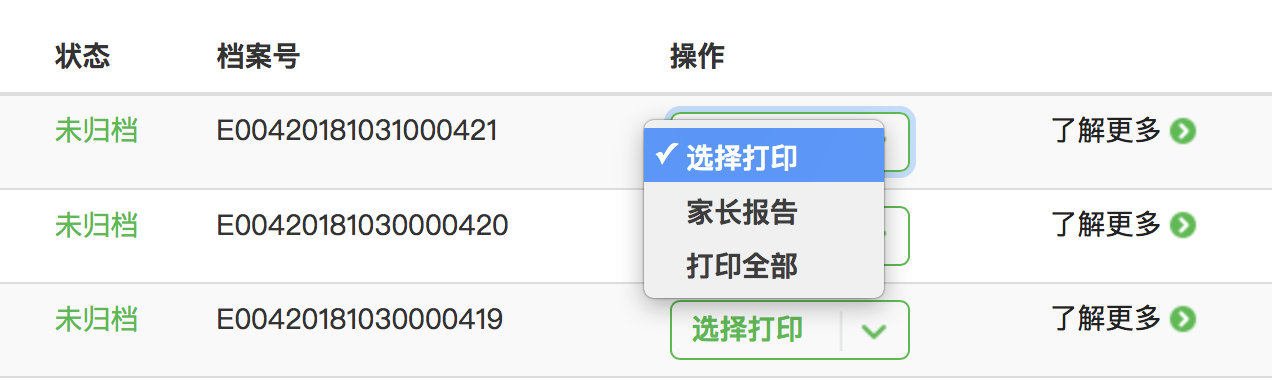 状态 档案号 操作
未归档 E00420181031000421 了解更多
选择打印
未归档 E00420181030000420 家长报告 了解更多
打印全部
未归档 E00420181030000419 选择打印 了解更多